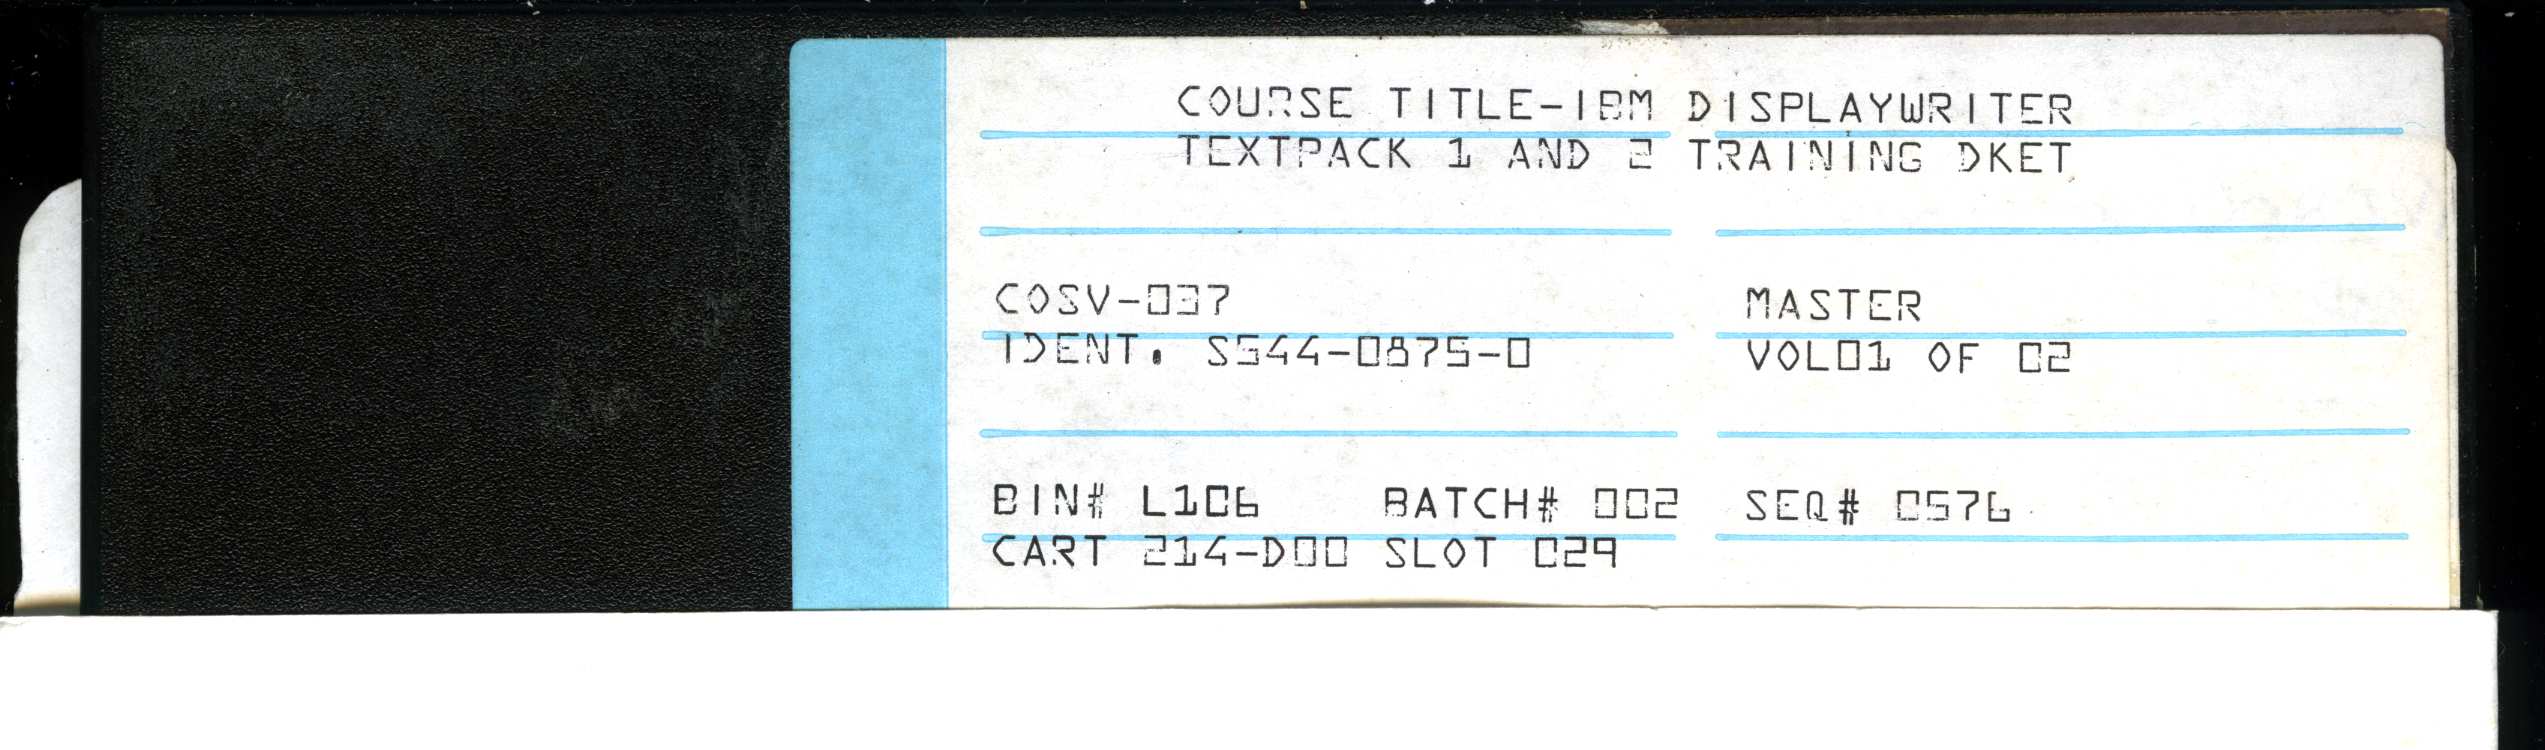 COURSE TITLE-IBM DISPLAYWRITER
TEXTPACK 1 AND 2 TRAINING DKET
COSV-037 MASTER
IDENT. S544-0875-0 VOL01 OF 02
BIN# L106 BATCH# 002 SEQ# 0576
CART 214-D00 SLOT 029